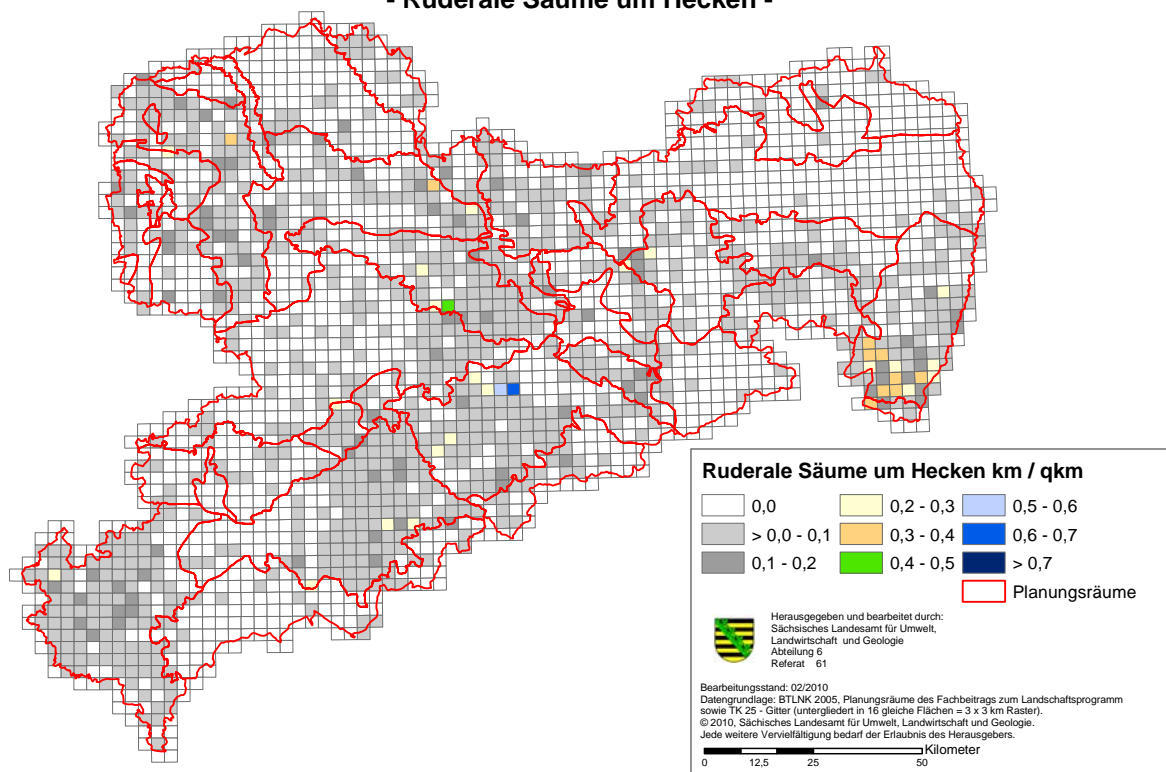 - Ruderale Säume um Hecken -
Ruderale Säume um Hecken km / qkm
0,0
0,2 - 0,3
0,5 - 0,6
> 0,0 - 0,1
0,3 - 0,4
0,6 - 0,7
0,1 - 0,2
0,4 - 0,5
> 0,7
Planungsräume
Herausgegeben und bearbeitet durch:
Sächsisches Landesamt für Umwelt,
Landwirtschaft und Geologie
Abteilung 6
Referat 61
Bearbeitungsstand: 02/2010
Datengrundlage: BTLNK 2005, Planungsräume des Fachbeitrags zum Landschaftsprogramm
sowie TK 25 - Gitter (untergliedert in 16 gleiche Flächen = 3 x 3 km Raster).
© 2010, Sächisches Landesamt für Umwelt, Landwirtschaft und Geologie.
Jede weitere Vervielfältigung bedarf der Erlaubnis des Herausgebers.
Kilometer
0 12,5 25 50